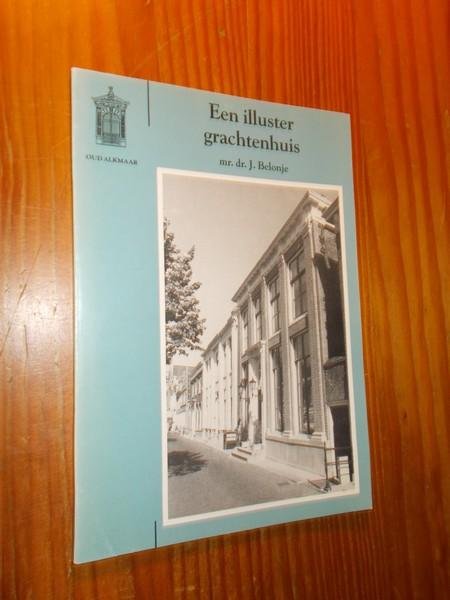 Een illuster
grachtenhuis
mr. dr. J. Belonje
OUD ALKMAAR